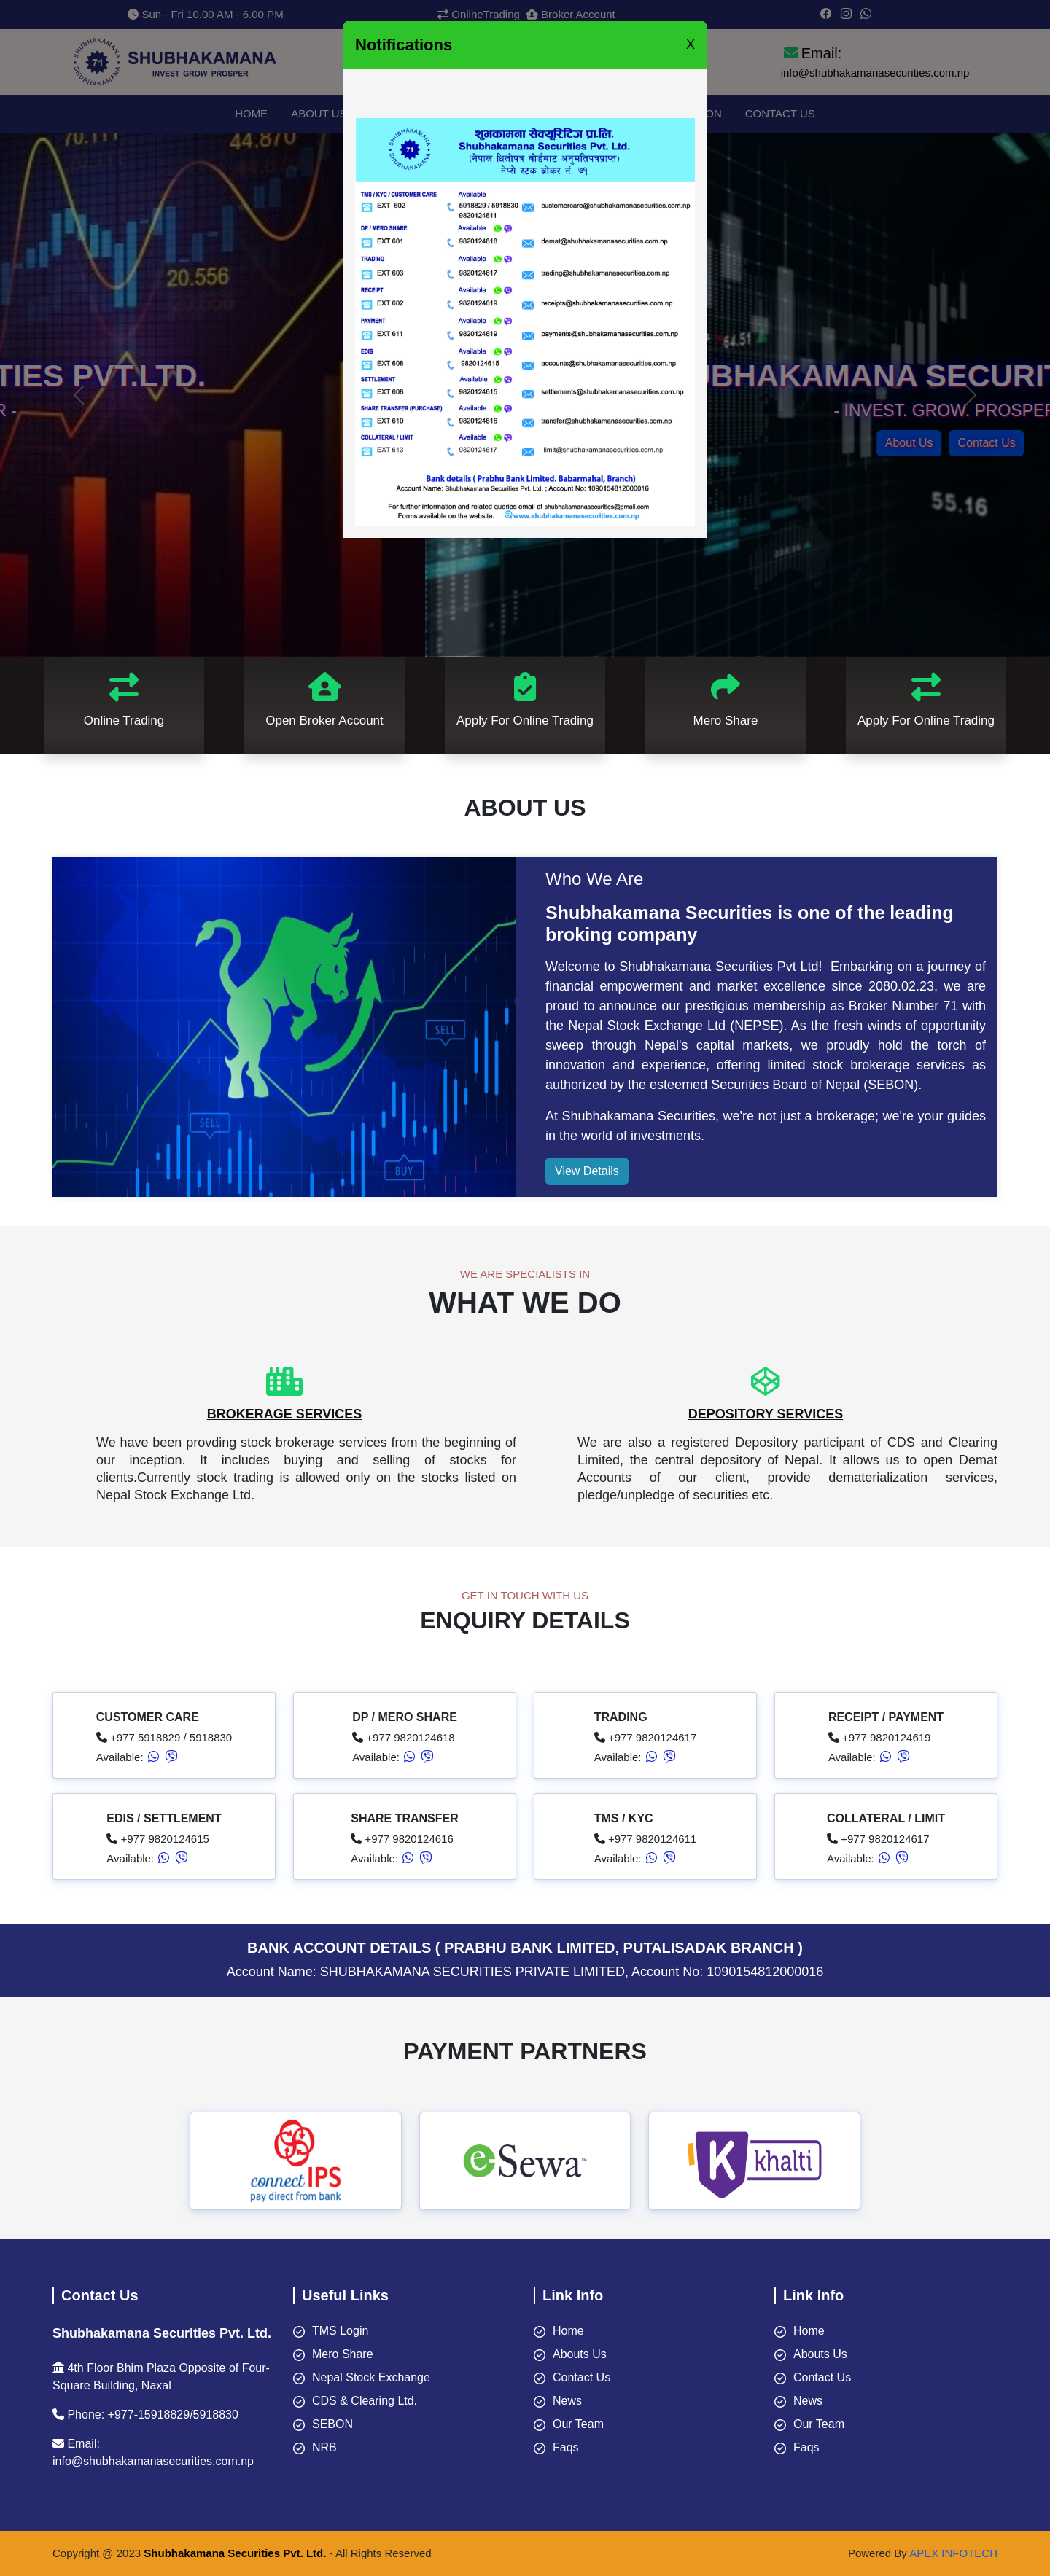 Sun - Fri 10.00 AM - 6.00 PM
OnlineTrading Broker Account
SHUBHAKAMANA
INVEST GROW PROSPER
Email:
info@shubhakamanasecurities.com.np
HOME ABOUT US CONTACT US
Notifications X
शुभकामना सेक्यूरिटिज प्रा.लि.
Shubhakamana Securities Pvt. Ltd.
(नेपाल धितोपत्र बोर्डबाट अनुमतिपत्रप्राप्त)
नेप्से स्टक ब्रोकर नं. ७१
TMS / KYC / CUSTOMER CARE Available
EXT 602 5918829 / 5918830 customercare@shubhakamanasecurities.com.np
9820124611
DP / MERO SHARE Available
EXT 601 9820124618 demat@shubhakamanasecurities.com.np
TRADING Available
EXT 603 9820124617 trading@shubhakamanasecurities.com.np
RECEIPT Available
EXT 602 9820124619 receipts@shubhakamanasecurities.com.np
PAYMENT Available
EXT 611 9820124619 payments@shubhakamanasecurities.com.np
EDIS Available
EXT 608 9820124615 accounts@shubhakamanasecurities.com.np
SETTLEMENT Available
EXT 608 9820124615 settlements@shubhakamanasecurities.com.np
SHARE TRANSFER (PURCHASE) Available
EXT 610 9820124616 transfer@shubhakamanasecurities.com.np
COLLATERAL / LIMIT Available
EXT 613 9820124617 limit@shubhakamanasecurities.com.np
Bank details ( Prabhu Bank Limited. Babarmahal, Branch)
Account Name: Shubhakamana Securities Pvt. Ltd. ; Account No: 1090154812000016
For further information and related queries email at shubhakamanasecurities@gmail.com
Forms available on the website. www.shubhakamanasecurities.com.np
TIES PVT.LTD.
R -
UBHAKAMANA SECURIT
- INVEST. GROW. PROSPER
About Us Contact Us
44.870
20.556
64.51
55.16
Online Trading
Open Broker Account
Apply For Online Trading
Mero Share
Apply For Online Trading
ABOUT US
SELL
SELL
BUY
Who We Are
Shubhakamana Securities is one of the leading
broking company
Welcome to Shubhakamana Securities Pvt Ltd! Embarking on a journey of
financial empowerment and market excellence since 2080.02.23, we are
proud to announce our prestigious membership as Broker Number 71 with
the Nepal Stock Exchange Ltd (NEPSE). As the fresh winds of opportunity
sweep through Nepal's capital markets, we proudly hold the torch of
innovation and experience, offering limited stock brokerage services as
authorized by the esteemed Securities Board of Nepal (SEBON).
At Shubhakamana Securities, we're not just a brokerage; we're your guides
in the world of investments.
View Details
WE ARE SPECIALISTS IN
WHAT WE DO
BROKERAGE SERVICES
We have been provding stock brokerage services from the beginning of
our inception. It includes buying and selling of stocks for
clients.Currently stock trading is allowed only on the stocks listed on
Nepal Stock Exchange Ltd.
DEPOSITORY SERVICES
We are also a registered Depository participant of CDS and Clearing
Limited, the central depository of Nepal. It allows us to open Demat
Accounts of our client, provide dematerialization services,
pledge/unpledge of securities etc.
GET IN TOUCH WITH US
ENQUIRY DETAILS
CUSTOMER CARE
+977 5918829 / 5918830
Available:
DP / MERO SHARE
+977 9820124618
Available:
TRADING
+977 9820124617
Available:
RECEIPT / PAYMENT
+977 9820124619
Available:
EDIS / SETTLEMENT
+977 9820124615
Available:
SHARE TRANSFER
+977 9820124616
Available:
TMS / KYC
+977 9820124611
Available:
COLLATERAL / LIMIT
+977 9820124617
Available:
BANK ACCOUNT DETAILS ( PRABHU BANK LIMITED, PUTALISADAK BRANCH )
Account Name: SHUBHAKAMANA SECURITIES PRIVATE LIMITED, Account No: 1090154812000016
PAYMENT PARTNERS
connect IPS
pay direct from bank
eSewa™
K khalti
Contact Us
Shubhakamana Securities Pvt. Ltd.
4th Floor Bhim Plaza Opposite of Four-
Square Building, Naxal
Phone: +977-15918829/5918830
Email:
info@shubhakamanasecurities.com.np
Useful Links
TMS Login
Mero Share
Nepal Stock Exchange
CDS & Clearing Ltd.
SEBON
NRB
Link Info
Home
Abouts Us
Contact Us
News
Our Team
Faqs
Link Info
Home
Abouts Us
Contact Us
News
Our Team
Faqs
Copyright @ 2023 Shubhakamana Securities Pvt. Ltd. - All Rights Reserved
Powered By APEX INFOTECH